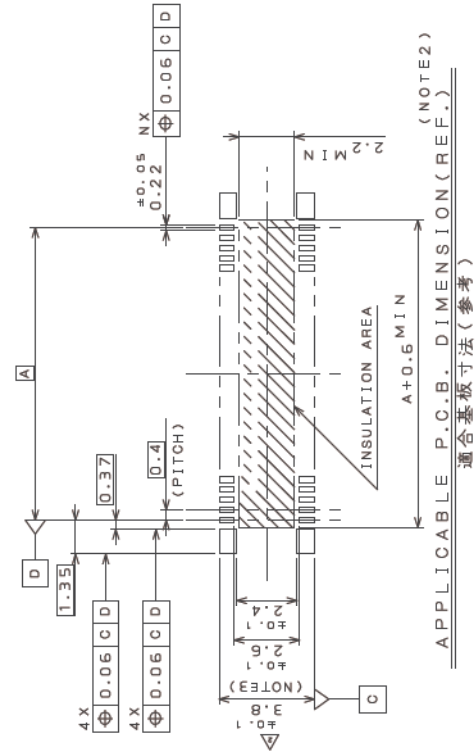 4X
⌖ 0.06 C D
4X
⌖ 0.06 C D
1.35
D
0.37
0.4
(PITCH)
A
±0.05
0.22
NX
⌖ 0.06 C D
2.4
±0.1
2.6
±0.1
(NOTE3)
3.8
±0.1
C
INSULATION AREA
A+0.6 MIN
2.2 MIN
APPLICABLE P.C.B. DIMENSION(REF.)
(NOTE2)
適合基板寸法(参考)